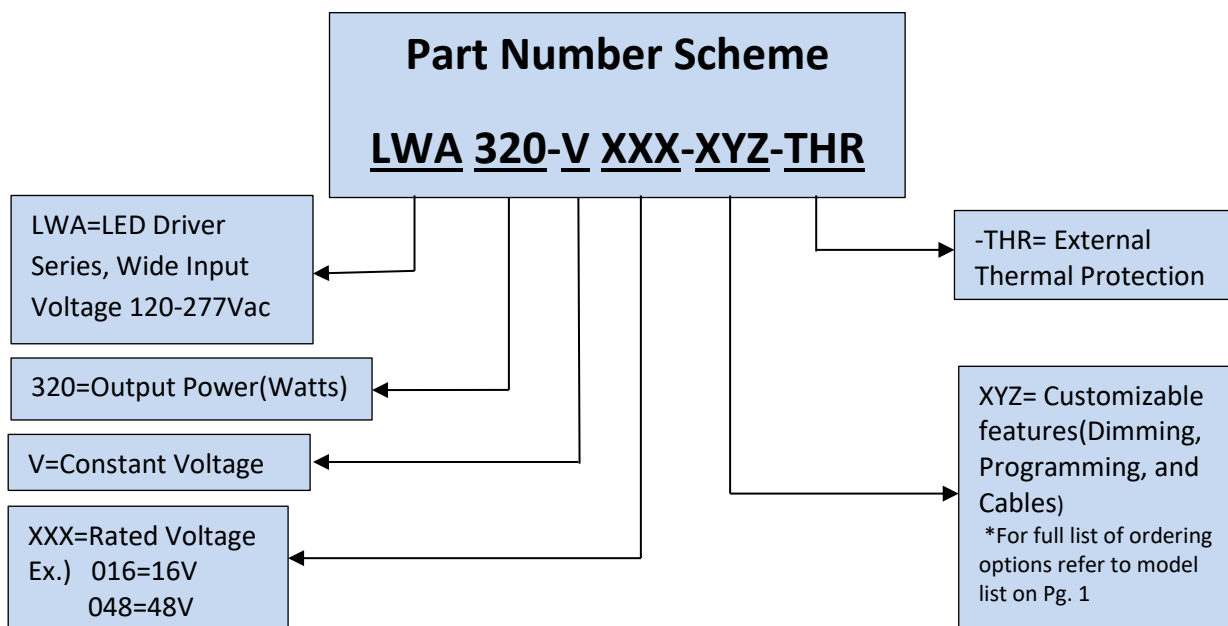 Part Number Scheme
LWA 320-V XXX-XYZ-THR
LWA=LED Driver
Series, Wide Input
Voltage 120-277Vac
320=Output Power(Watts)
V=Constant Voltage
XXX=Rated Voltage
Ex.) 016=16V
048=48V
-THR= External
Thermal Protection
XYZ= Customizable
features(Dimming,
Programming, and
Cables)
*For full list of ordering
options refer to model
list on Pg. 1